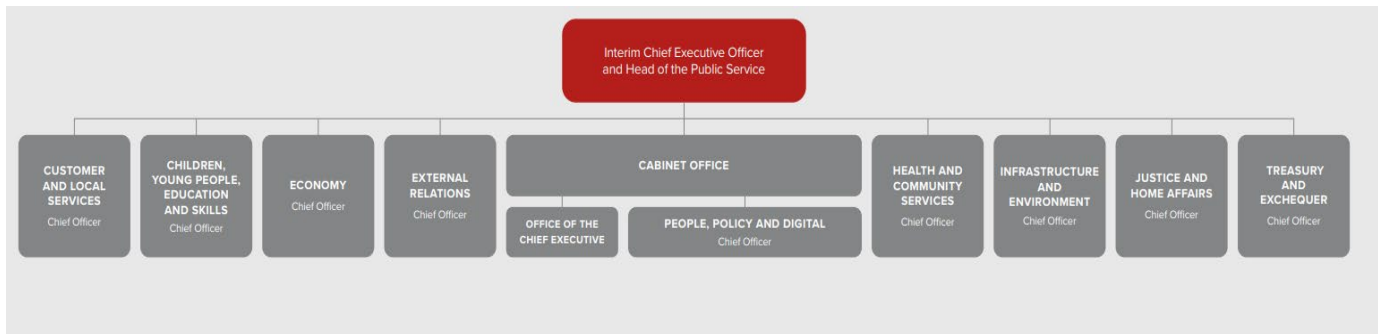 Interim Chief Executive Officer
and Head of the Public Service
CUSTOMER
AND LOCAL
SERVICES
Chief Officer
CHILDREN,
YOUNG PEOPLE,
EDUCATION
AND SKILLS
Chief Officer
ECONOMY
Chief Officer
EXTERNAL
RELATIONS
Chief Officer
CABINET OFFICE
OFFICE OF THE
CHIEF EXECUTIVE
PEOPLE, POLICY AND DIGITAL
Chief Officer
HEALTH AND
COMMUNITY
SERVICES
Chief Officer
INFRASTRUCTURE
AND
ENVIRONMENT
Chief Officer
JUSTICE AND
HOME AFFAIRS
Chief Officer
TREASURY
AND
EXCHEQUER
Chief Officer